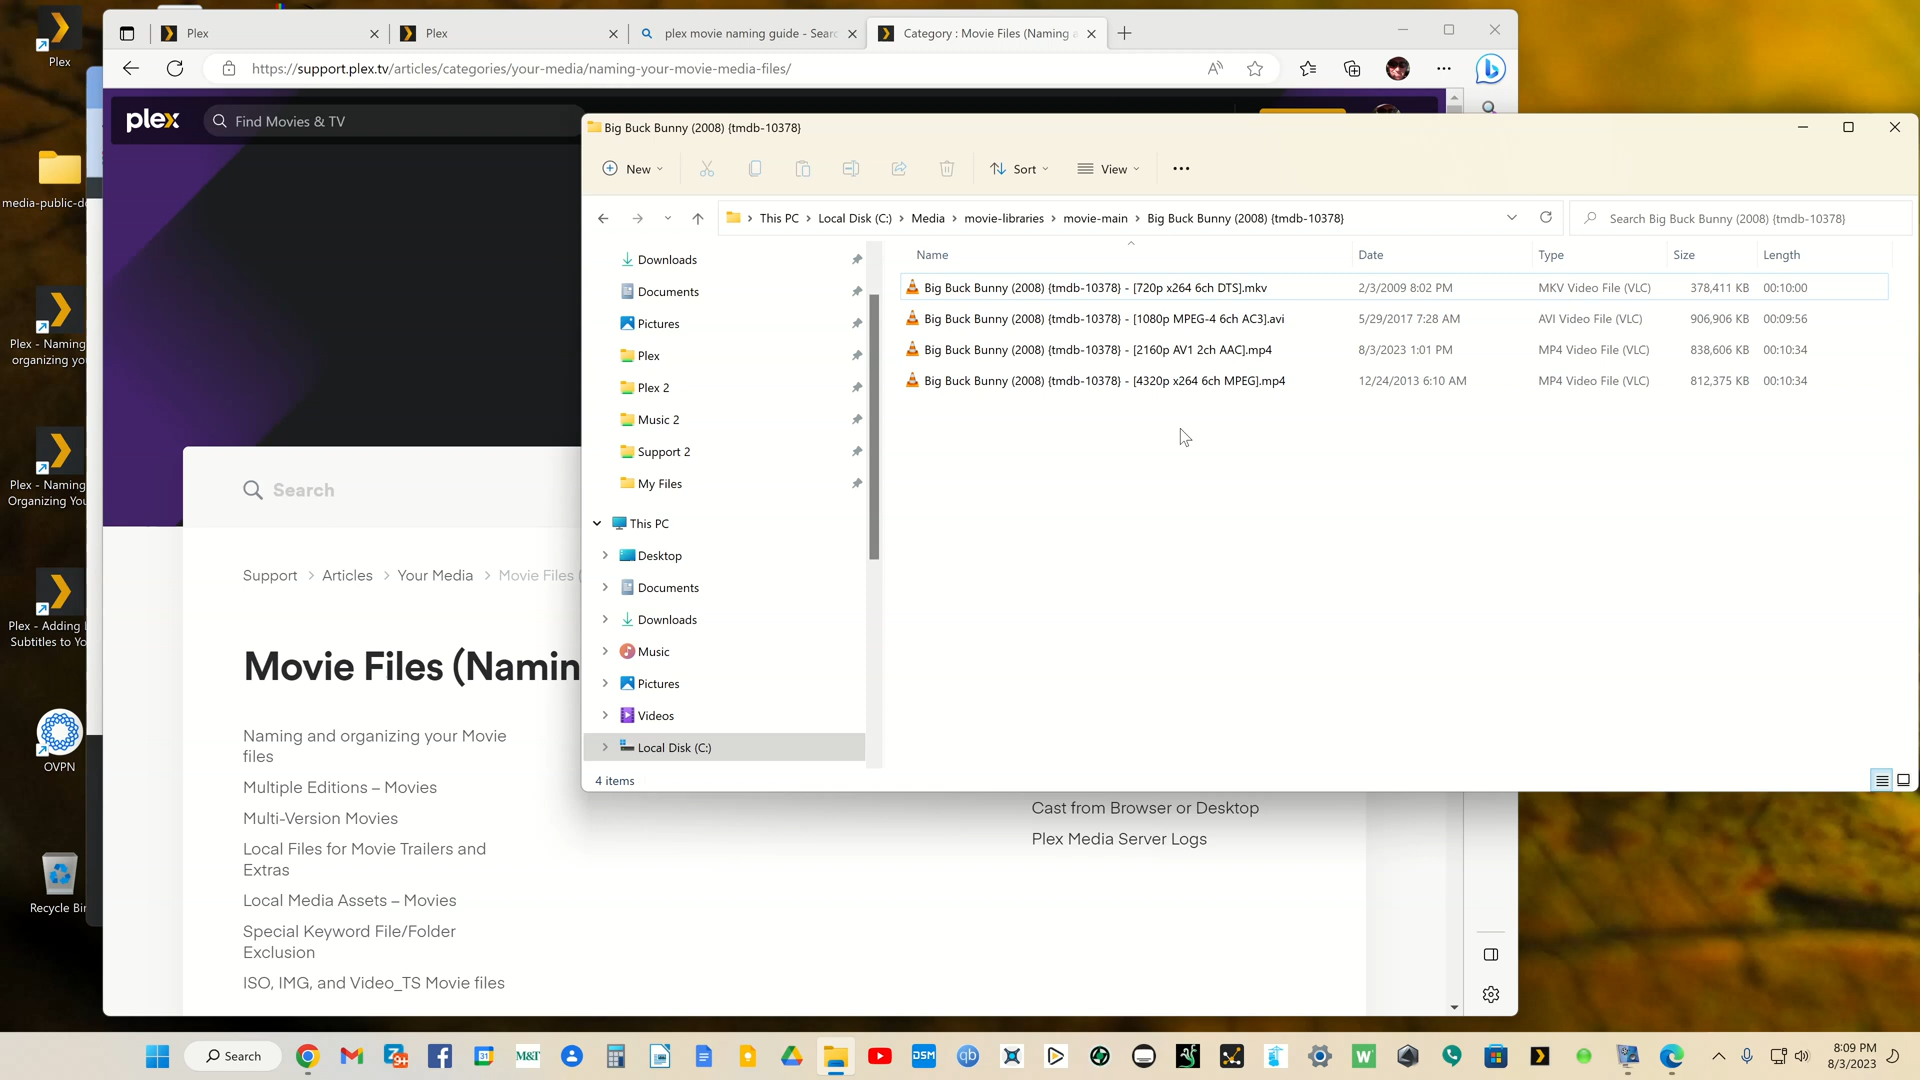 Plex
media-public-d
Plex - Naming
organizing yo
Plex - Naming
Organizing You
Plex - Adding
Subtitles to Yo
OVPN
Recycle Bi
Plex
Plex
plex movie naming guide - Sear
Category : Movie Files (Naming a
https://support.plex.tv/articles/categories/your-media/naming-your-movie-media-files/
plex
Find Movies & TV
Search
Support > Articles > Your Media > Movie Files (
Movie Files (Namin
Naming and organizing your Movie
files
Multiple Editions – Movies
Multi-Version Movies
Local Files for Movie Trailers and
Extras
Local Media Assets – Movies
Special Keyword File/Folder
Exclusion
ISO, IMG, and Video_TS Movie files
Cast from Browser or Desktop
Plex Media Server Logs
Big Buck Bunny (2008) {tmdb-10378}
New Sort View
This PC > Local Disk (C:) > Media > movie-libraries > movie-main > Big Buck Bunny (2008) {tmdb-10378}
Search Big Buck Bunny (2008) {tmdb-10378}
Downloads
Documents
Pictures
Plex
Plex 2
Music 2
Support 2
My Files
This PC
Desktop
Documents
Downloads
Music
Pictures
Videos
Local Disk (C:)
Name Date Type Size Length
Big Buck Bunny (2008) {tmdb-10378} - [720p x264 6ch DTS].mkv 2/3/2009 8:02 PM MKV Video File (VLC) 378,411 KB 00:10:00
Big Buck Bunny (2008) {tmdb-10378} - [1080p MPEG-4 6ch AC3].avi 5/29/2017 7:28 AM AVI Video File (VLC) 906,906 KB 00:09:56
Big Buck Bunny (2008) {tmdb-10378} - [2160p AV1 2ch AAC].mp4 8/3/2023 1:01 PM MP4 Video File (VLC) 838,606 KB 00:10:34
Big Buck Bunny (2008) {tmdb-10378} - [4320p x264 6ch MPEG].mp4 12/24/2013 6:10 AM MP4 Video File (VLC) 812,375 KB 00:10:34
4 items
Search
M&T
DSM
qb
W
8:09 PM
8/3/2023